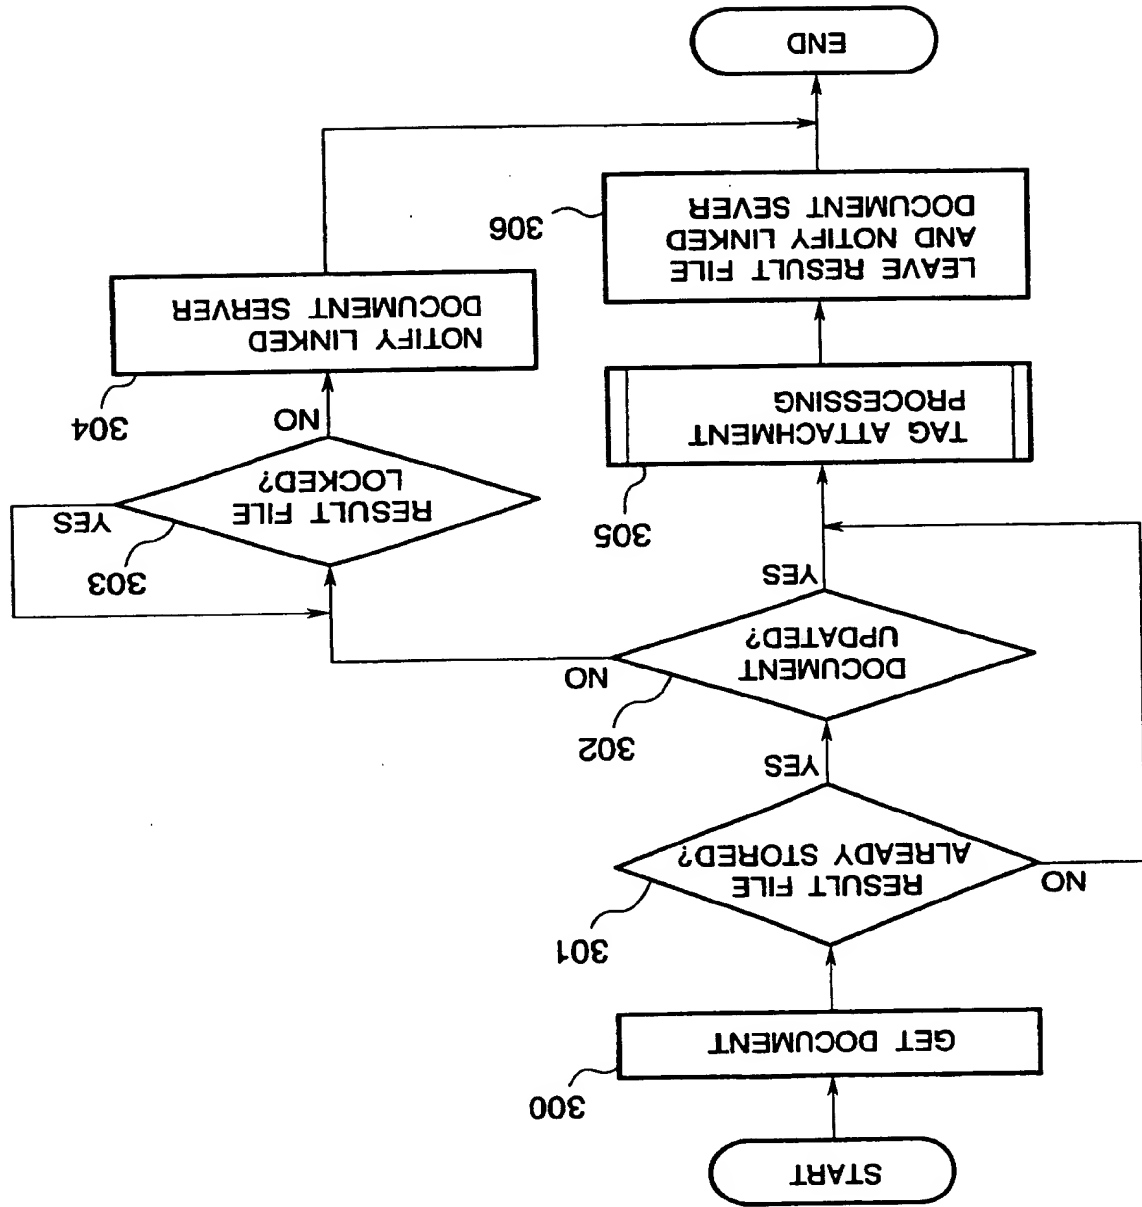 START
300
GET DOCUMENT
301
RESULT FILE
ALREADY STORED?
NO
YES
302
DOCUMENT
UPDATED?
NO
YES
303
RESULT FILE
LOCKED?
YES
NO
304
NOTIFY LINKED
DOCUMENT SERVER
305
TAG ATTACHMENT
PROCESSING
306
LEAVE RESULT FILE
AND NOTIFY LINKED
DOCUMENT SEVER
END